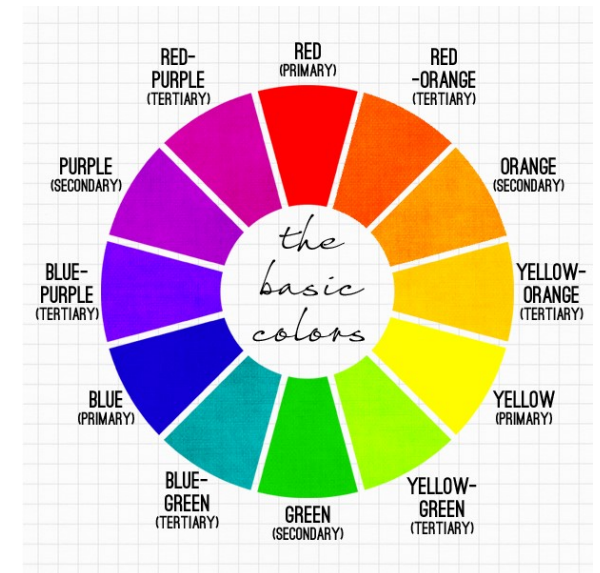 RED
(PRIMARY)
RED
-ORANGE
(TERTIARY)
ORANGE
(SECONDARY)
YELLOW-
ORANGE
(TERTIARY)
YELLOW
(PRIMARY)
YELLOW-
GREEN
(TERTIARY)
GREEN
(SECONDARY)
BLUE-
GREEN
(TERTIARY)
BLUE
(PRIMARY)
BLUE-
PURPLE
(TERTIARY)
PURPLE
(SECONDARY)
RED-
PURPLE
(TERTIARY)
the
basic
colors